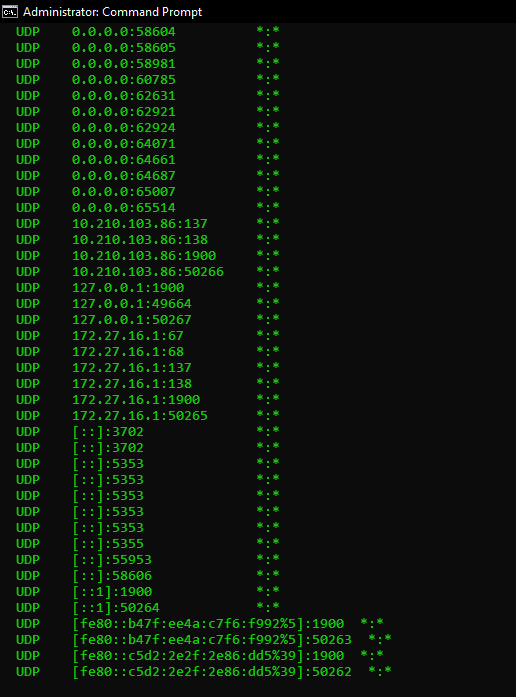 Administrator: Command Prompt
UDP    0.0.0.0:58604          *:*
UDP    0.0.0.0:58605          *:*
UDP    0.0.0.0:58981          *:*
UDP    0.0.0.0:60785          *:*
UDP    0.0.0.0:62631          *:*
UDP    0.0.0.0:62921          *:*
UDP    0.0.0.0:62924          *:*
UDP    0.0.0.0:64071          *:*
UDP    0.0.0.0:64661          *:*
UDP    0.0.0.0:64687          *:*
UDP    0.0.0.0:65007          *:*
UDP    0.0.0.0:65514          *:*
UDP    10.210.103.86:137      *:*
UDP    10.210.103.86:138      *:*
UDP    10.210.103.86:1900     *:*
UDP    10.210.103.86:50266    *:*
UDP    127.0.0.1:1900         *:*
UDP    127.0.0.1:49664        *:*
UDP    127.0.0.1:50267        *:*
UDP    172.27.16.1:67         *:*
UDP    172.27.16.1:68         *:*
UDP    172.27.16.1:137        *:*
UDP    172.27.16.1:138        *:*
UDP    172.27.16.1:1900       *:*
UDP    172.27.16.1:50265      *:*
UDP    [::]:3702              *:*
UDP    [::]:3702              *:*
UDP    [::]:5353              *:*
UDP    [::]:5353              *:*
UDP    [::]:5353              *:*
UDP    [::]:5353              *:*
UDP    [::]:5353              *:*
UDP    [::]:5355              *:*
UDP    [::]:55953             *:*
UDP    [::]:58606             *:*
UDP    [::1]:1900             *:*
UDP    [::1]:50264            *:*
UDP    [fe80::b47f:ee4a:c7f6:f992%5]:1900  *:*
UDP    [fe80::b47f:ee4a:c7f6:f992%5]:50263  *:*
UDP    [fe80::c5d2:2e2f:2e86:dd5%39]:1900  *:*
UDP    [fe80::c5d2:2e2f:2e86:dd5%39]:50262  *:*